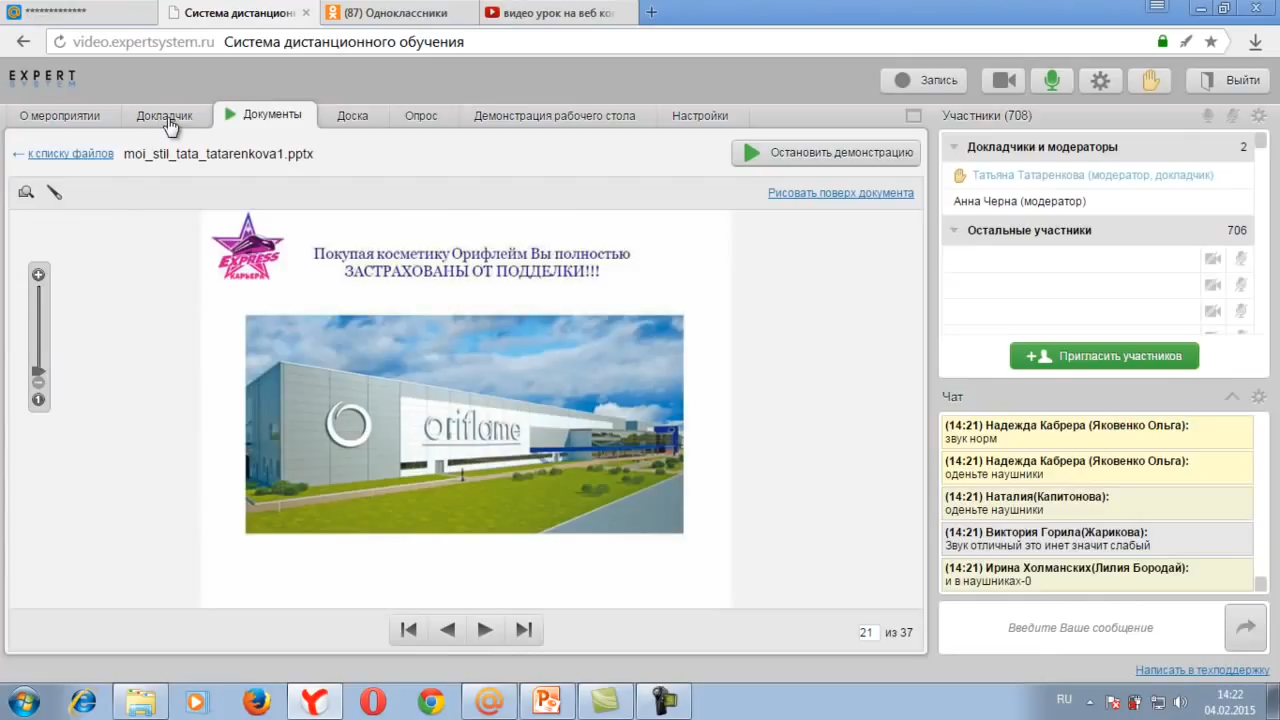 *************
Система дистанционн
(87) Одноклассники
видео урок на веб ко
video.expertsystem.ru Система дистанционного обучения
EXPERT
SYSTEM
Запись
Выйти
О мероприятии
Докладчик
Документы
Доска
Опрос
Демонстрация рабочего стола
Настройки
Участники (708)
← к списку файлов moi_stil_tata_tatarenkova1.pptx
Остановить демонстрацию
Рисовать поверх документа
EXPRESS
КАРЬЕРА
Покупая косметику Орифлейм Вы полностью
ЗАСТРАХОВАНЫ ОТ ПОДДЕЛКИ!!!
oriflame
1
21 из 37
Докладчики и модераторы 2
Татьяна Татаренкова (модератор, докладчик)
Анна Черна (модератор)
Остальные участники 706
Пригласить участников
Чат
(14:21) Надежда Кабрера (Яковенко Ольга):
звук норм
(14:21) Надежда Кабрера (Яковенко Ольга):
оденьте наушники
(14:21) Наталия(Капитонова):
оденьте наушники
(14:21) Виктория Горила(Жарикова):
Звук отличный это инет значит слабый
(14:21) Ирина Холманских(Лилия Бородай):
и в наушниках-0
Введите Ваше сообщение
Написать в техподдержку
RU
14:22
04.02.2015